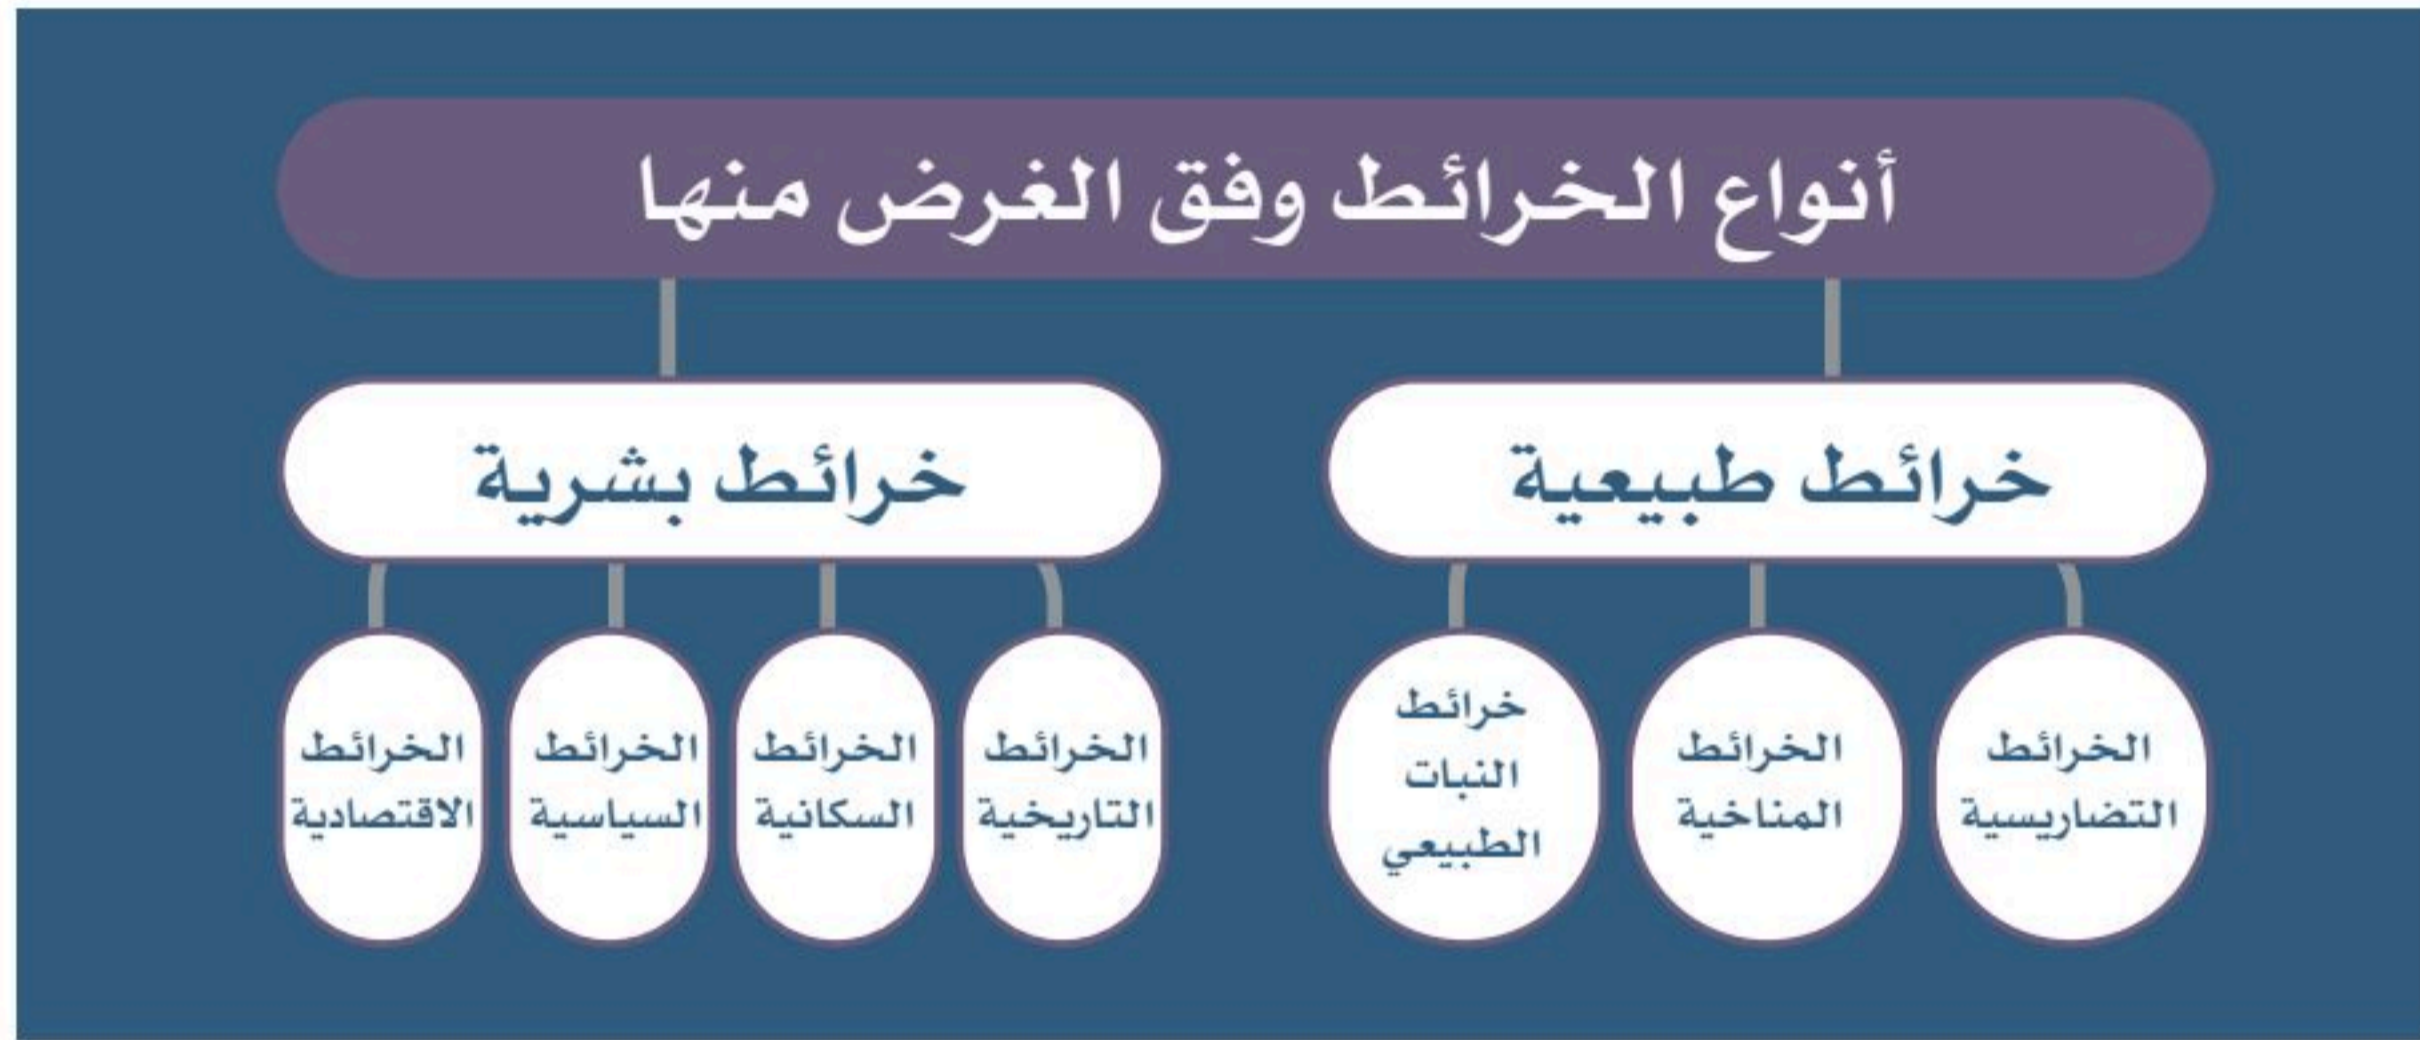 أنواع الخرائط وفق الغرض منها
خرائط طبيعية
خرائط بشرية
الخرائط
التضاريسية
الخرائط
المناخية
خرائط
النبات
الطبيعي
الخرائط
التاريخية
الخرائط
السكانية
الخرائط
السياسية
الخرائط
الاقتصادية